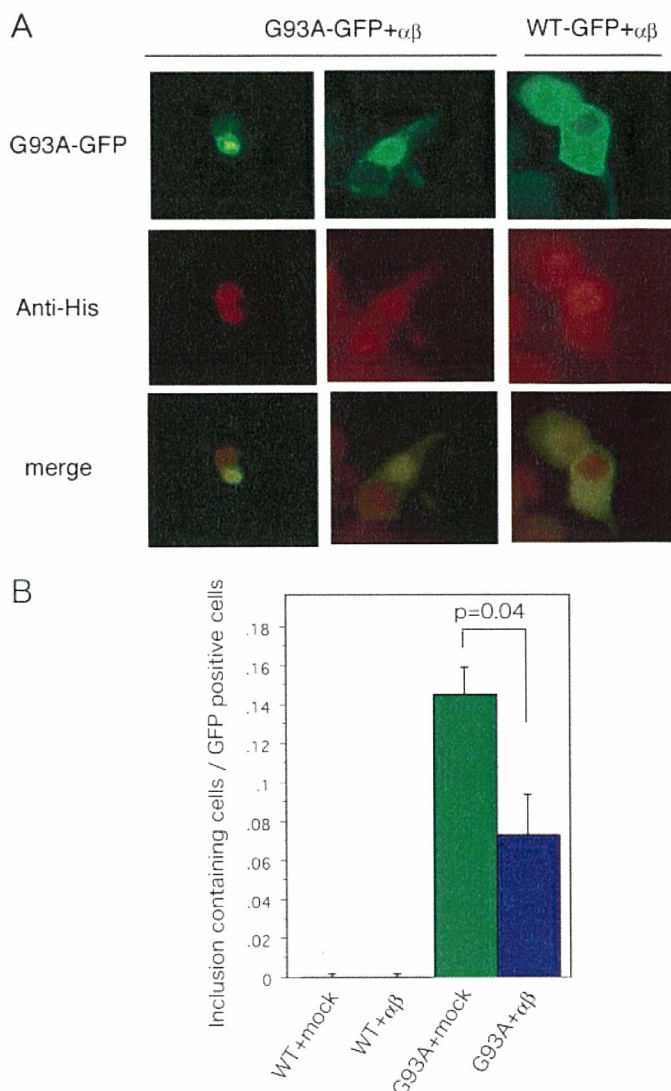 A
G93A-GFP+αβ
WT-GFP+αβ
G93A-GFP
Anti-His
merge
B
Inclusion containing cells / GFP positive cells
p=0.04
.18
.16
.14
.12
.1
.08
.06
.04
.02
0
WT+mock
WT+αβ
G93A+mock
G93A+αβ